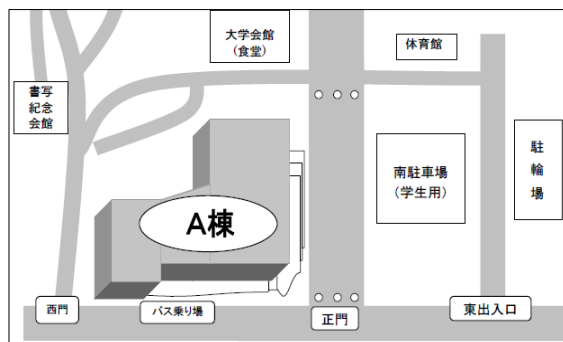 大学会館
(食堂)
体育館
書写
紀念
会館
南駐車場
(学生用)
駐
輪
場
A棟
西門
バス乗り場
正門
東出入口